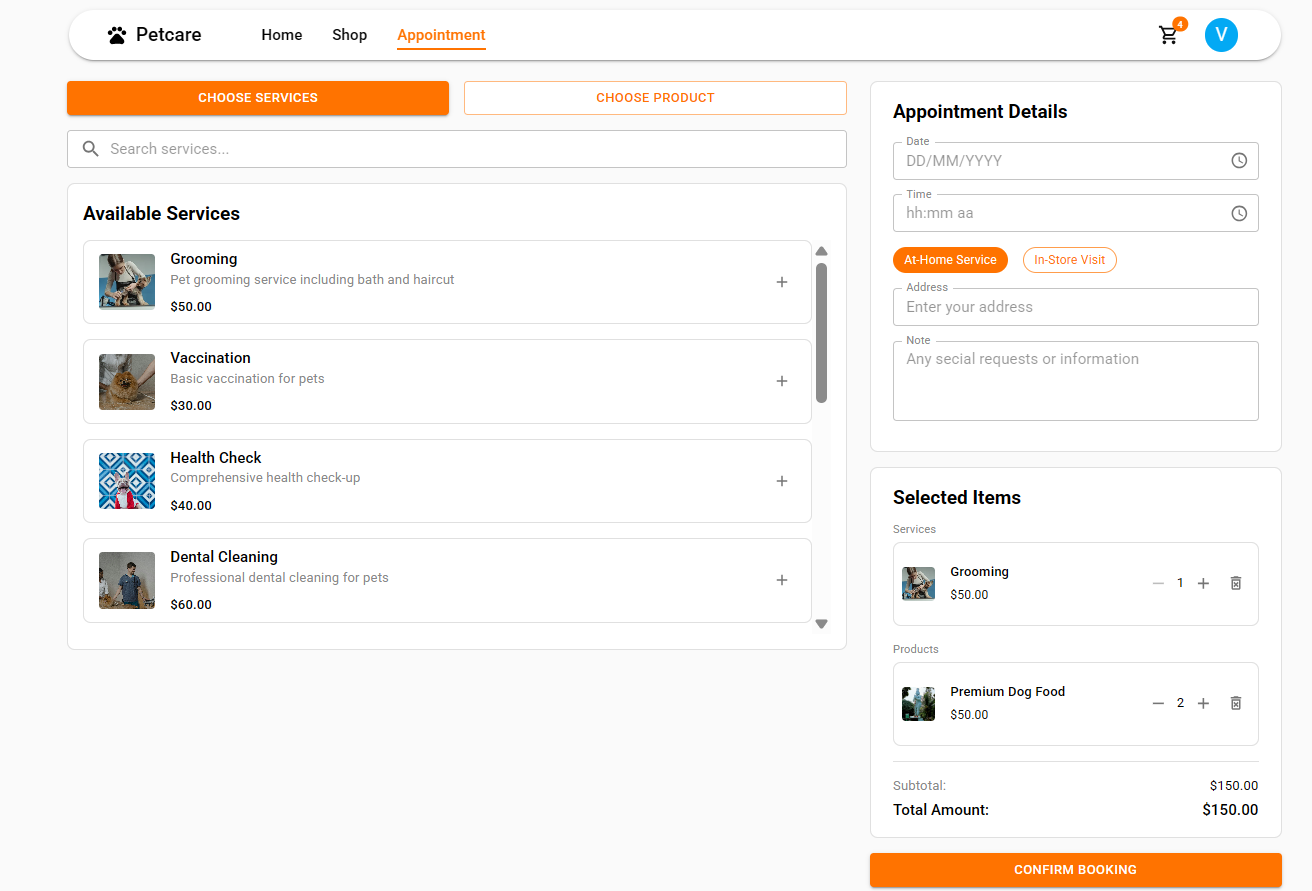 Petcare
Home
Shop
Appointment
4
V
CHOOSE SERVICES
CHOOSE PRODUCT
Search services...
Available Services
Grooming
Pet grooming service including bath and haircut
$50.00
Vaccination
Basic vaccination for pets
$30.00
Health Check
Comprehensive health check-up
$40.00
Dental Cleaning
Professional dental cleaning for pets
$60.00
Appointment Details
Date
DD/MM/YYYY
Time
hh:mm aa
At-Home Service
In-Store Visit
Address
Enter your address
Note
Any secial requests or information
Selected Items
Services
Grooming
$50.00
1
Products
Premium Dog Food
$50.00
2
Subtotal:
$150.00
Total Amount:
$150.00
CONFIRM BOOKING